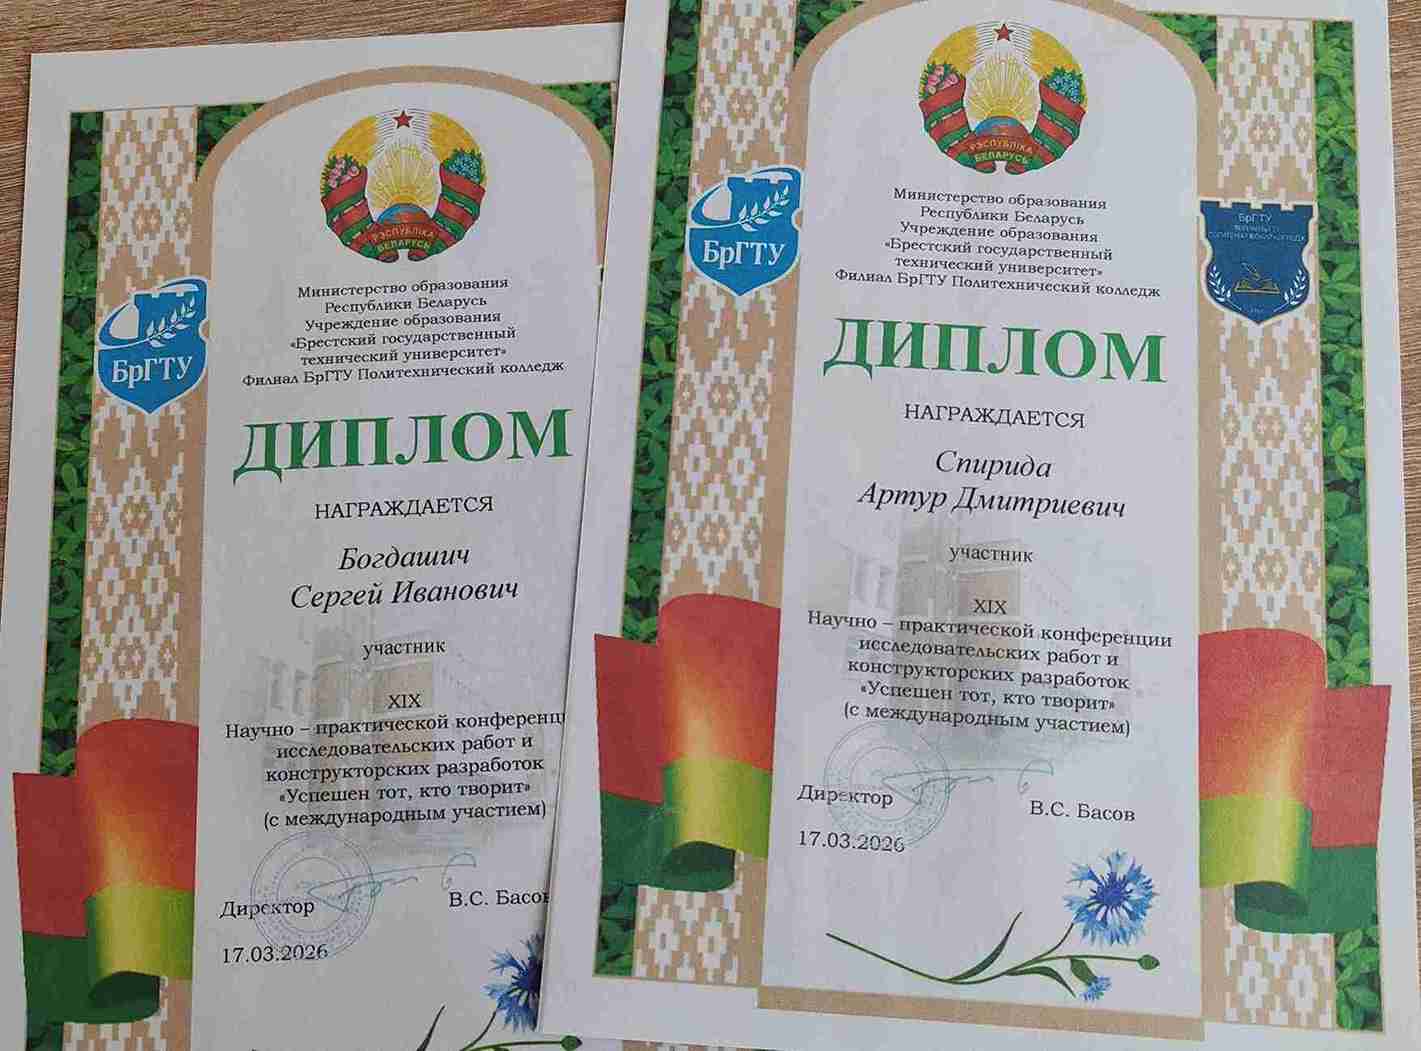 РЭСПУБЛІКА
БЕЛАРУСЬ
БрГТУ
Министерство образования
Республики Беларусь
Учреждение образования
«Брестский государственный
технический университет»
Филиал БрГТУ Политехнический колледж
ДИПЛОМ
НАГРАЖДАЕТСЯ
Богдашич
Сергей Иванович
участник
XIX
Научно – практической конференц
исследовательских работ и
конструкторских разработок
«Успешен тот, кто творит»
(с международным участием)
Директор
В.С. Басов
17.03.2026
РЭСПУБЛІКА
БЕЛАРУСЬ
БрГТУ
БрГТУ
Министерство образования
Республики Беларусь
Учреждение образования
«Брестский государственный
технический университет»
Филиал БрГТУ Политехнический колледж
ДИПЛОМ
НАГРАЖДАЕТСЯ
Спирида
Артур Дмитриевич
участник
XIX
Научно – практической конференции
исследовательских работ и
конструкторских разработок
«Успешен тот, кто творит»
(с международным участием)
Директор
В.С. Басов
17.03.2026